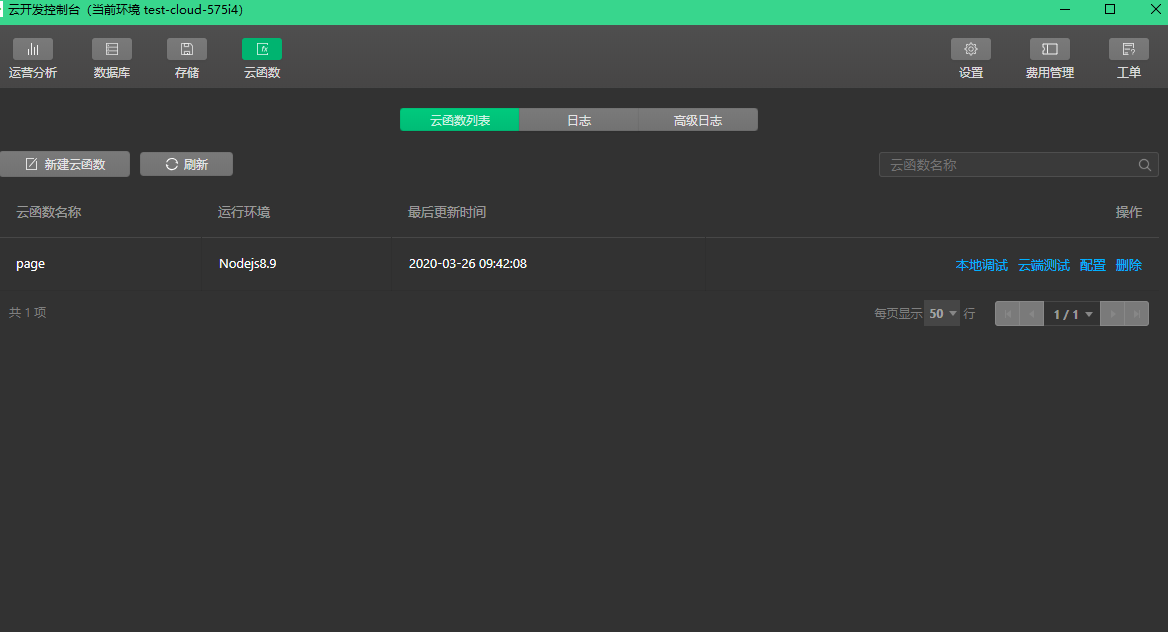 云开发控制台（当前环境 test-cloud-575i4）
运营分析 数据库 存储 云函数 设置 费用管理 工单
云函数列表 日志 高级日志
新建云函数 刷新 云函数名称
云函数名称 运行环境 最后更新时间 操作
page Nodejs8.9 2020-03-26 09:42:08 本地调试 云端测试 配置 删除
共 1 项 每页显示 50 行 1 / 1